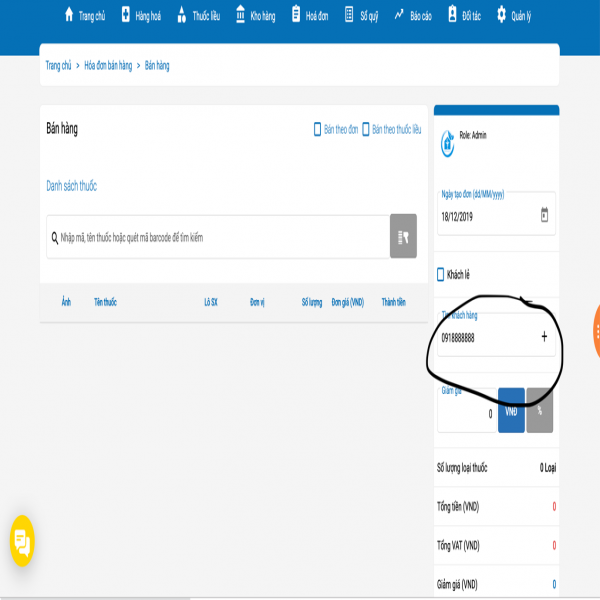 Trang chủ Hàng hoá Thuốc liều Kho hàng Hoá đơn Sổ quỹ Báo cáo Đối tác Quản lý
Trang chủ > Hóa đơn bán hàng > Bán hàng
Bán hàng
Bán theo đơn Bán theo thuốc liều
Danh sách thuốc
Nhập mã, tên thuốc hoặc quét mã barcode để tìm kiếm
Ảnh Tên thuốc Lô SX Đơn vị Số lượng Đơn giá (VND) Thành tiền
Role: Admin
Ngày tạo đơn (dd/MM/yyyy)
18/12/2019
Khách lẻ
Tìm khách hàng
0918888888 +
Giảm giá
0 VNĐ %
Số lượng loại thuốc 0 Loại
Tổng tiền (VND) 0
Tổng VAT (VND) 0
Giảm giá (VND) 0